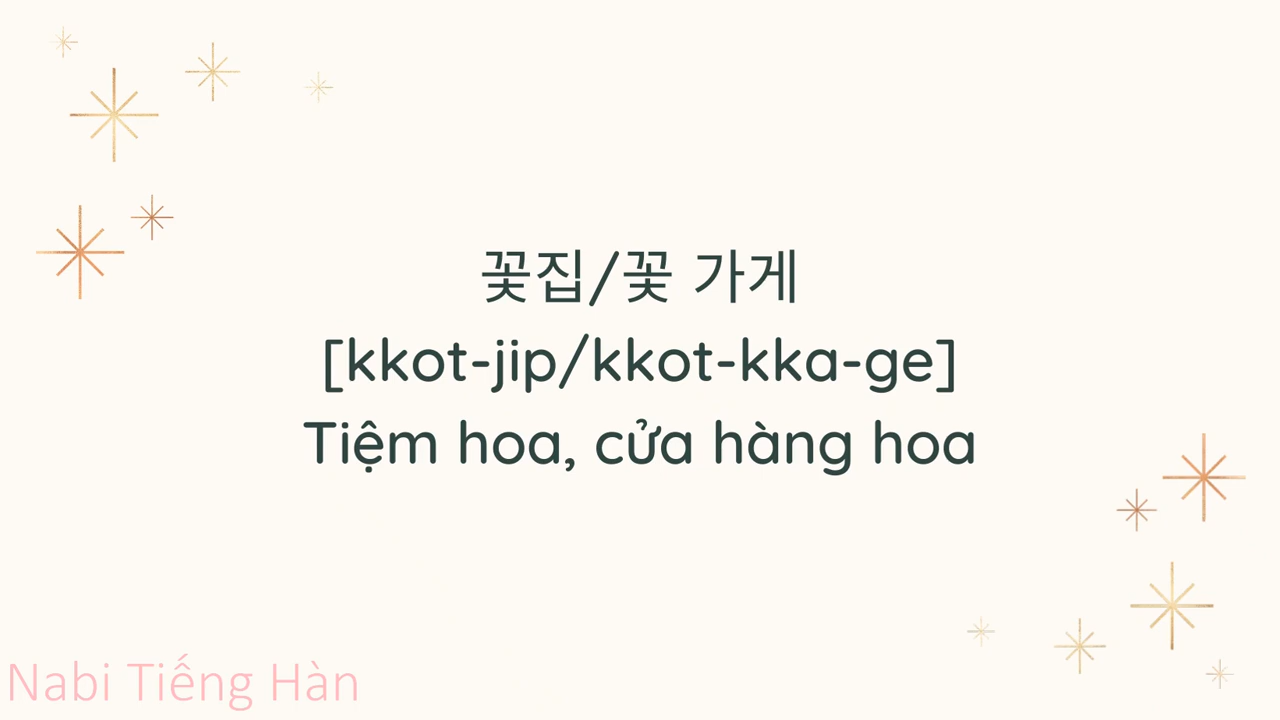 꽃집/꽃 가게
[kkot-jip/kkot-kka-ge]
Tiệm hoa, cửa hàng hoa
Nabi Tiếng Hàn